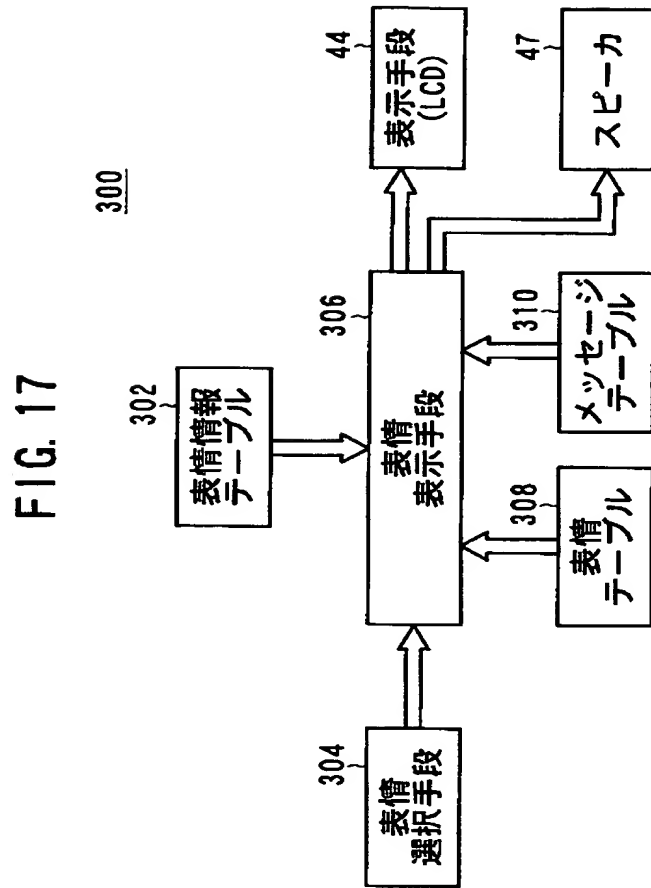 FIG. 17
300
302
表情情報
テーブル
304
表情
選択手段
306
表情
表示手段
44
表示手段
(LCD)
47
スピーカ
308
表情
テーブル
310
メッセージ
テーブル